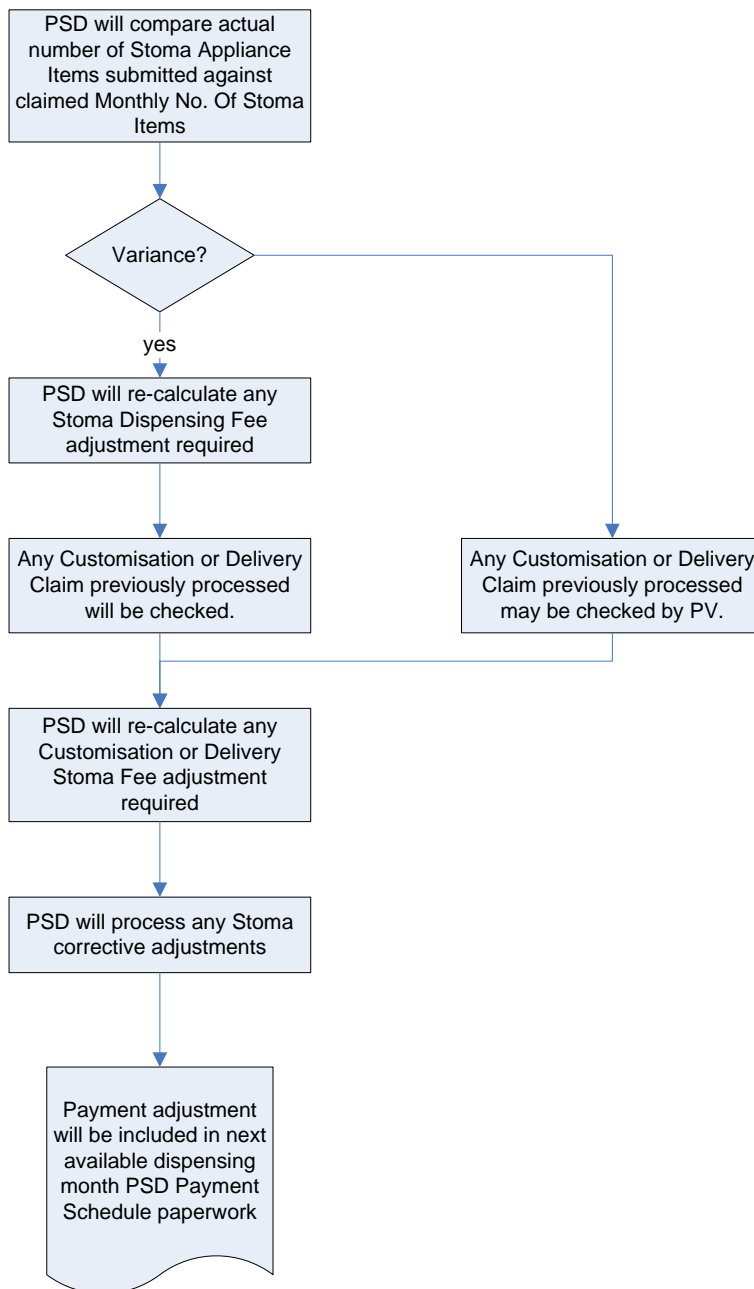 PSD will compare actual
number of Stoma Appliance
Items submitted against
claimed Monthly No. Of Stoma
Items
Variance?
yes
PSD will re-calculate any
Stoma Dispensing Fee
adjustment required
Any Customisation or Delivery
Claim previously processed
will be checked.
Any Customisation or Delivery
Claim previously processed
may be checked by PV.
PSD will re-calculate any
Customisation or Delivery
Stoma Fee adjustment
required
PSD will process any Stoma
corrective adjustments
Payment adjustment
will be included in next
available dispensing
month PSD Payment
Schedule paperwork